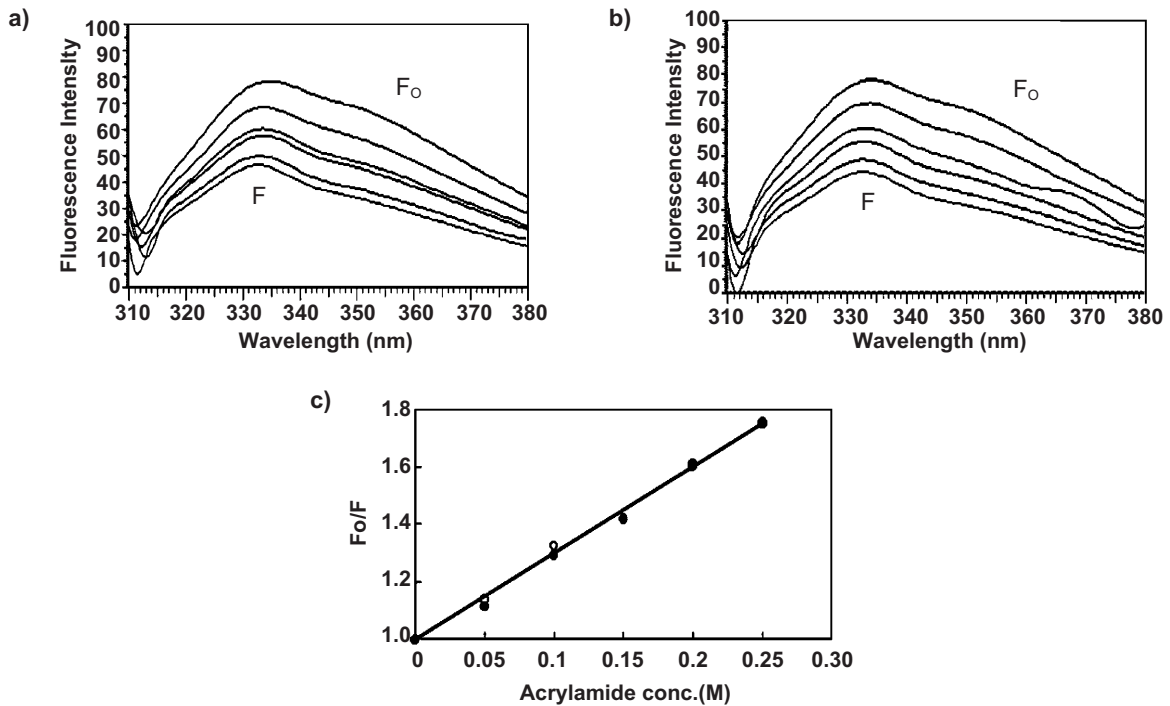 a)
Fluorescence Intensity
100
90
80
70
60
50
40
30
20
10
0
310 320 330 340 350 360 370 380
Wavelength (nm)
FO
F
b)
Fluorescence Intensity
100
90
80
70
60
50
40
30
20
10
0
310 320 330 340 350 360 370 380
Wavelength (nm)
FO
F
c)
Fo/F
1.8
1.6
1.4
1.2
1.0
0 0.05 0.1 0.15 0.2 0.25 0.30
Acrylamide conc.(M)